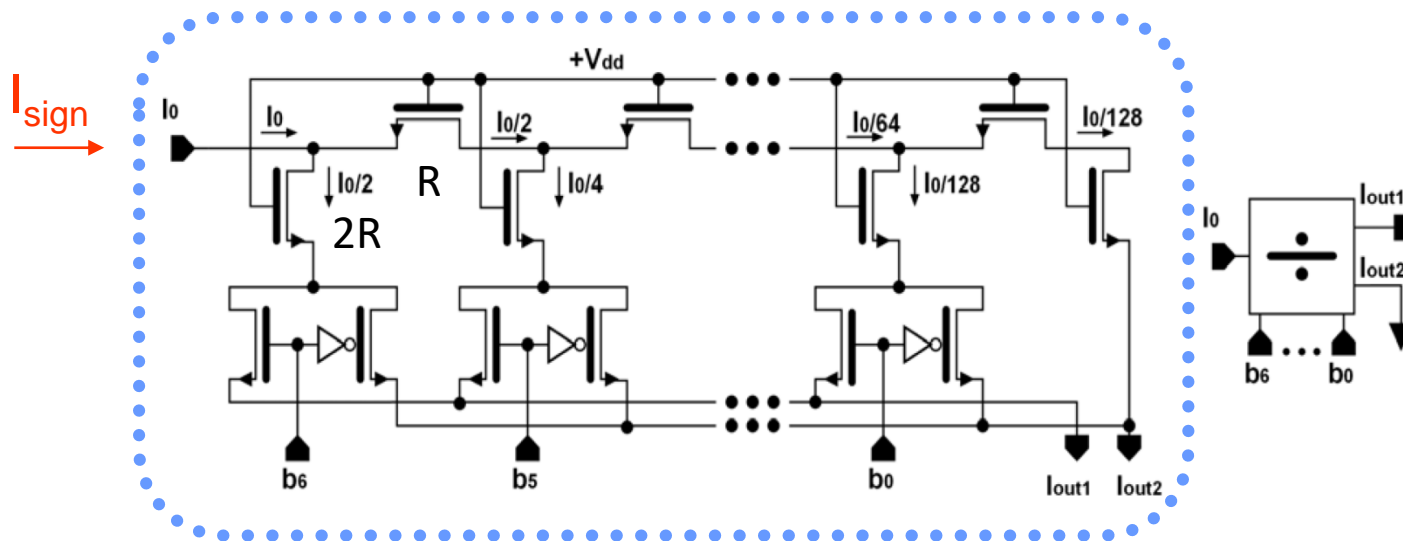 +Vdd
Isign
I0
I0
I0/2
I0/64
I0/128
I0/2
R
I0/4
I0/128
2R
I0
Iout1
Iout2
b6
b5
b0
Iout1
Iout2
b6
b0